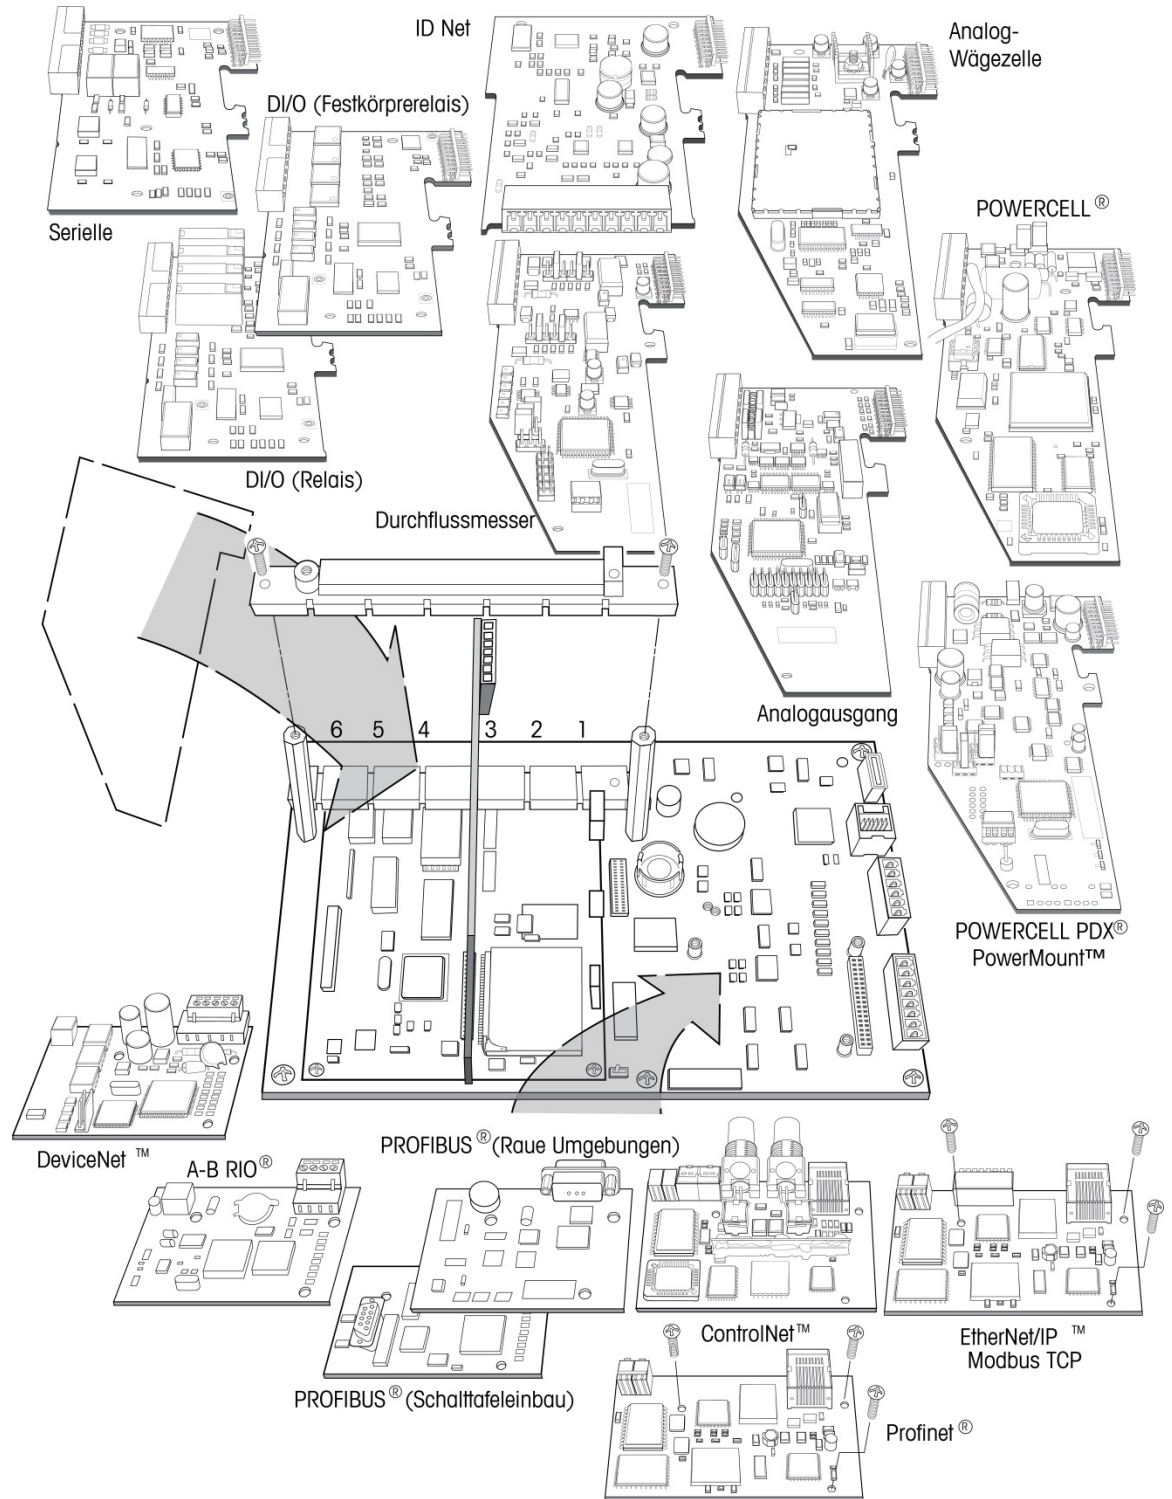 ID Net
Analog-
Wägezelle
DI/O (Festkörprerelais)
POWERCELL®
Serielle
DI/O (Relais)
Durchflussmesser
Analogausgang
6 5 4 3 2 1
POWERCELL PDX®
PowerMount™
DeviceNet ™
PROFIBUS®(Raue Umgebungen)
A-B RIO®
ControlNet™
EtherNet/IP ™
Modbus TCP
PROFIBUS®(Schalttafeleinbau)
Profinet®